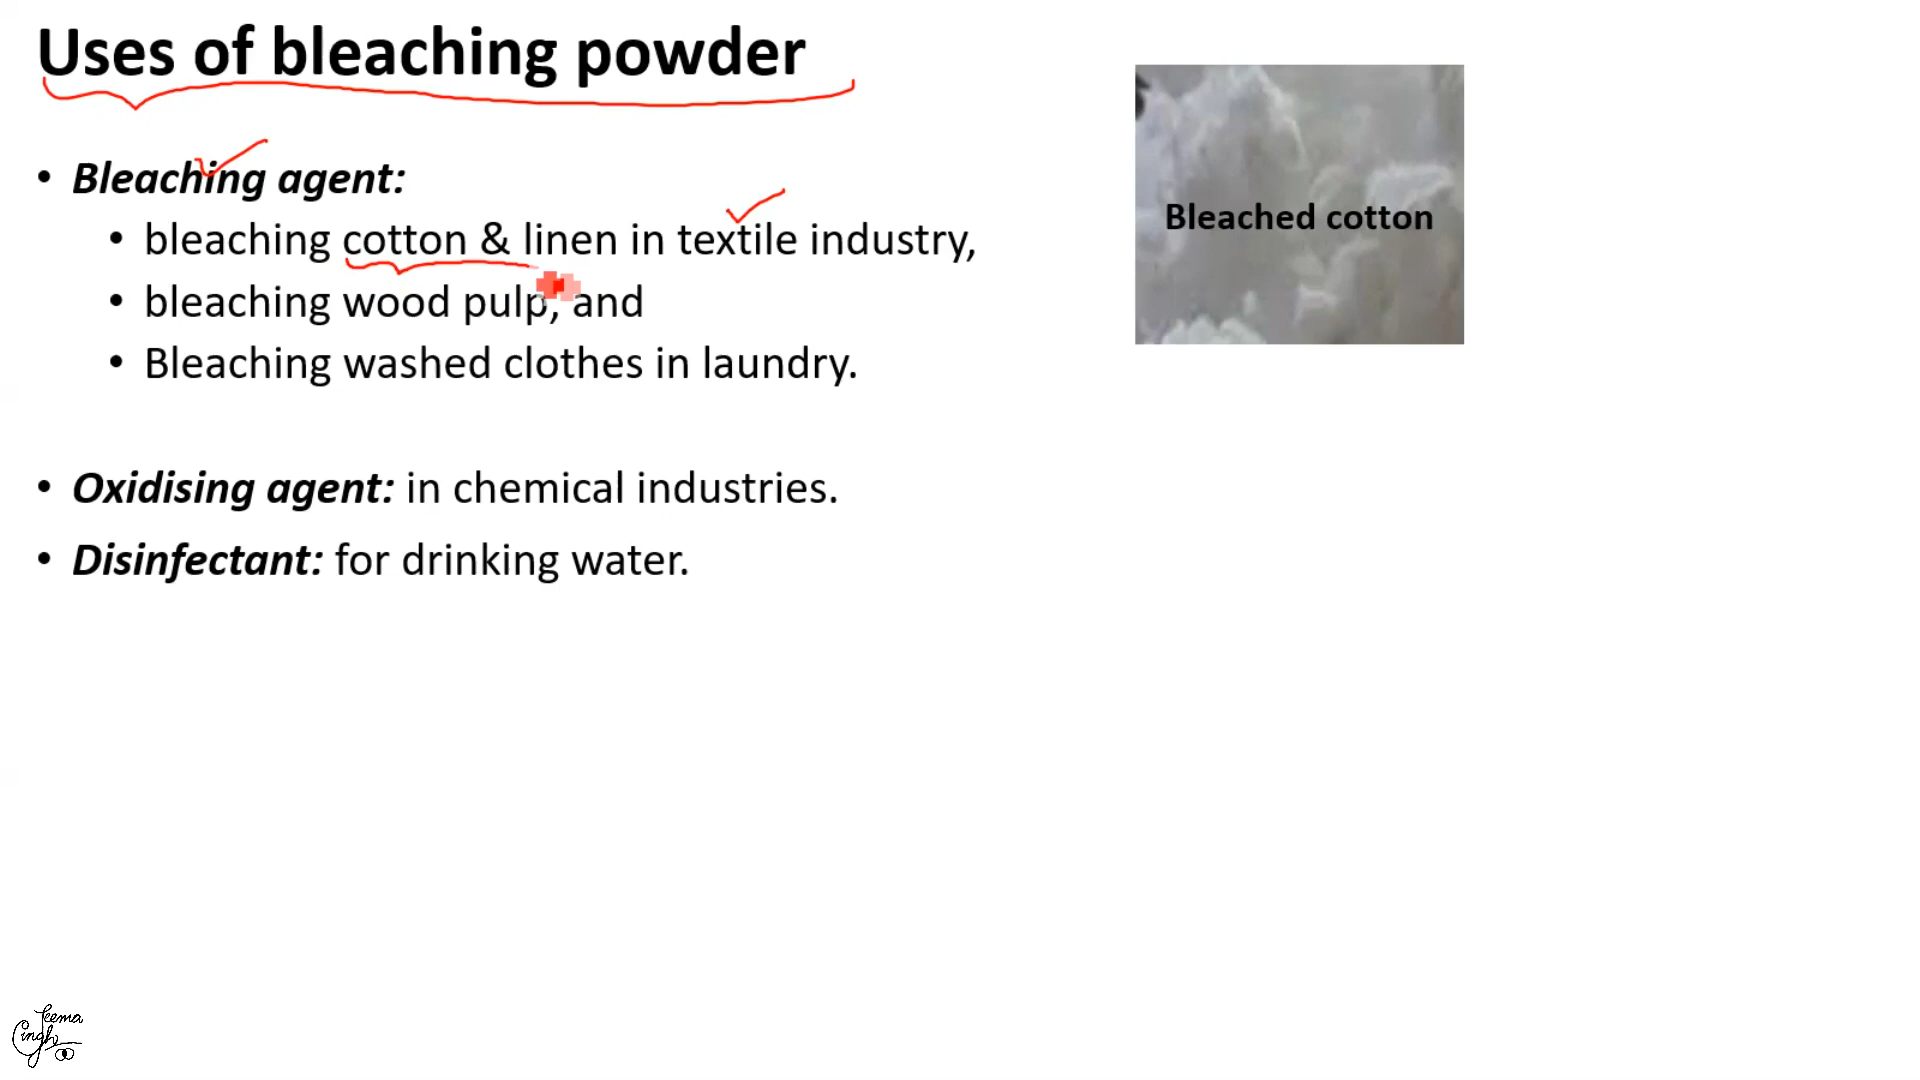 Uses of bleaching powder
• Bleaching agent:
• bleaching cotton & linen in textile industry,
• bleaching wood pulp, and
• Bleaching washed clothes in laundry.
• Oxidising agent: in chemical industries.
• Disinfectant: for drinking water.
Bleached cotton